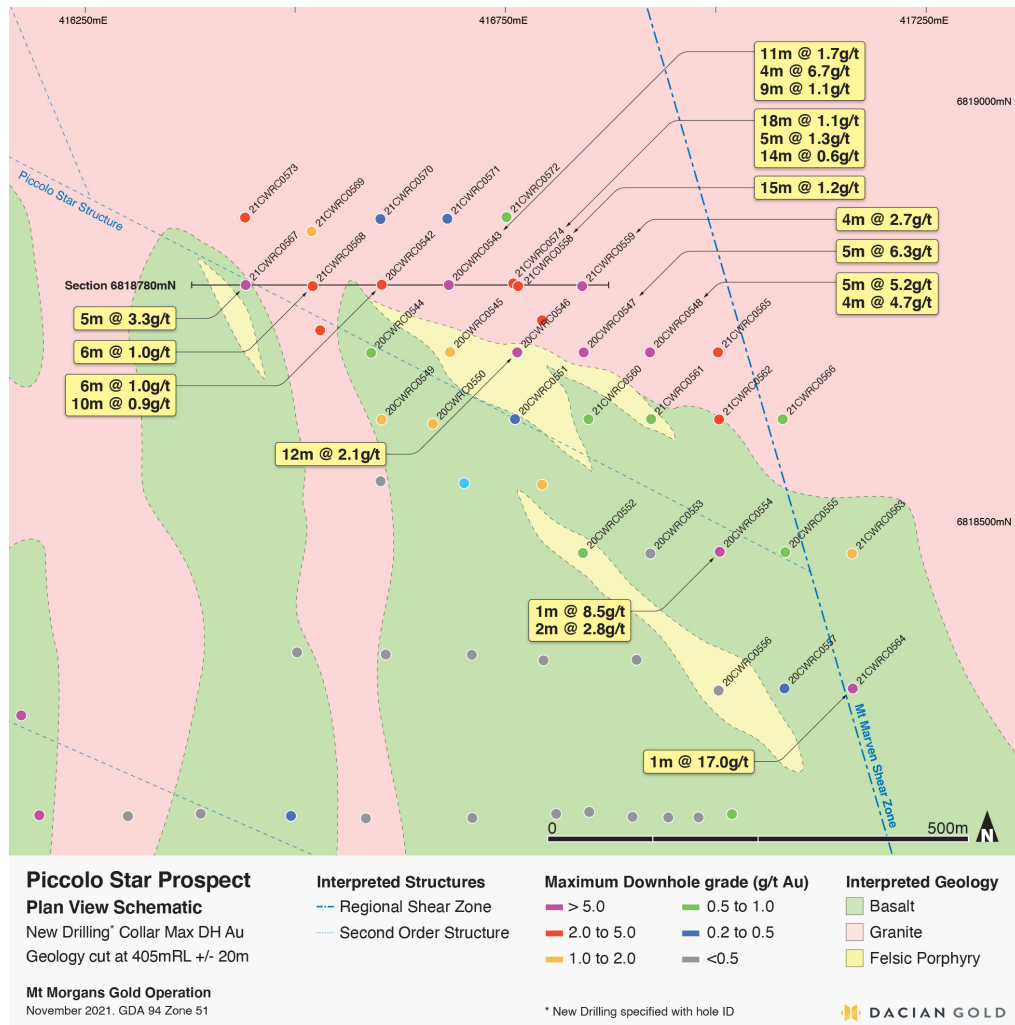 416250mE
416750mE
417250mE
11m @ 1.7g/t
4m @ 6.7g/t
9m @ 1.1g/t
6819000mN
18m @ 1.1g/t
5m @ 1.3g/t
14m @ 0.6g/t
15m @ 1.2g/t
4m @ 2.7g/t
5m @ 6.3g/t
5m @ 5.2g/t
4m @ 4.7g/t
Piccolo Star Structure
21CWRC0573
21CWRC0569
21CWRC0570
21CWRC0571
21CWRC0572
21CWRC0567
21CWRC0568
20CWRC0542
20CWRC0543
21CWRC0574
21CWRC0558
21CWRC0559
Section 6818780mN
5m @ 3.3g/t
6m @ 1.0g/t
6m @ 1.0g/t
10m @ 0.9g/t
20CWRC0544
20CWRC0545
20CWRC0546
20CWRC0547
20CWRC0548
21CWRC0565
20CWRC0549
20CWRC0550
20CWRC0551
21CWRC0560
21CWRC0561
21CWRC0562
21CWRC0566
12m @ 2.1g/t
6818500mN
20CWRC0552
20CWRC0553
20CWRC0554
20CWRC0555
21CWRC0563
1m @ 8.5g/t
2m @ 2.8g/t
20CWRC0556
20CWRC0557
21CWRC0564
1m @ 17.0g/t
Mt Marven Shear Zone
0
500m
N
Piccolo Star Prospect
Plan View Schematic
New Drilling* Collar Max DH Au
Geology cut at 405mRL +/- 20m
Mt Morgans Gold Operation
November 2021. GDA 94 Zone 51
Interpreted Structures
Regional Shear Zone
Second Order Structure
Maximum Downhole grade (g/t Au)
> 5.0
2.0 to 5.0
1.0 to 2.0
0.5 to 1.0
0.2 to 0.5
<0.5
* New Drilling specified with hole ID
Interpreted Geology
Basalt
Granite
Felsic Porphyry
DACIAN GOLD